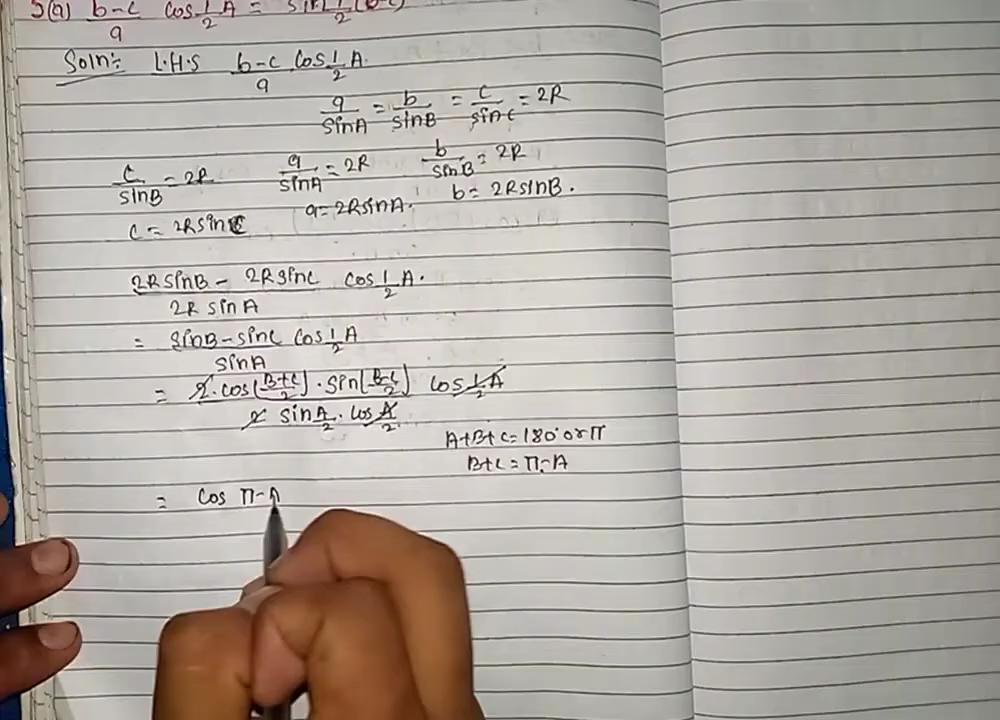 5(a) b-c/a cos 1/2 A = sin 1/2 (b-c)
Soln:- L.H.S b-c/a cos 1/2 A.
a/sinA = b/sinB = c/sinC = 2R
c/sinB = 2R a/sinA = 2R b/sinB = 2R
c = 2RsinC a = 2RsinA. b = 2RsinB.
2RsinB - 2RsinC / 2R sinA cos 1/2 A.
= sinB - sinC / sinA cos 1/2 A
= 2.cos(B+C/2).sin(B-C/2) / 2 sin A/2 . cos A/2 cos 1/2 A
A+B+C = 180° or π
B+C = π-A
= cos π-A